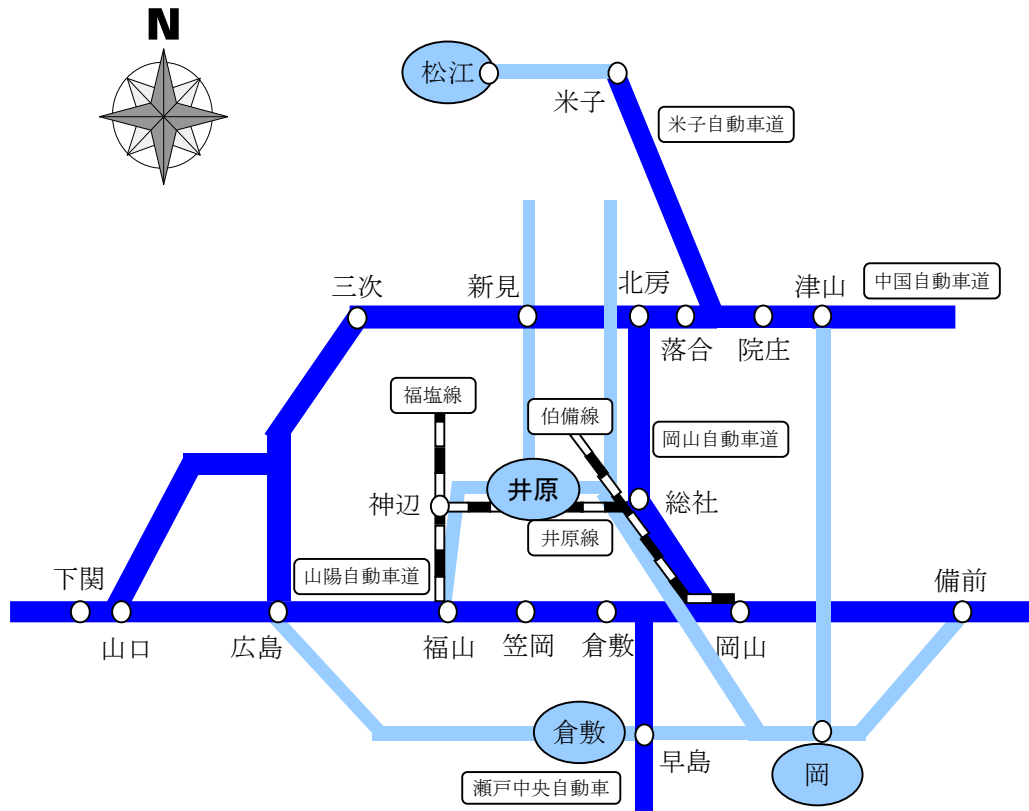 N
松江
米子
米子自動車道
三次
新見
北房
津山
中国自動車道
落合
院庄
福塩線
伯備線
岡山自動車道
井原
神辺
総社
井原線
下関
山陽自動車道
備前
山口
広島
福山
笠岡
倉敷
岡山
倉敷
早島
岡
瀬戸中央自動車